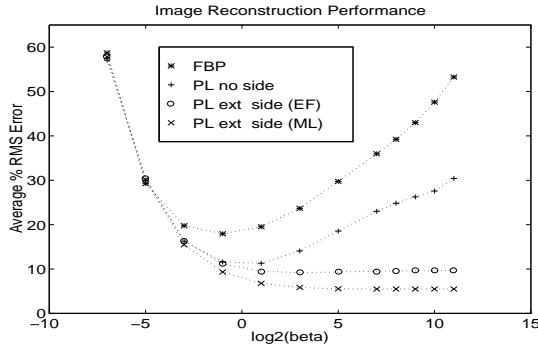 Image Reconstruction Performance
60
50
40
30
20
10
0
Average % RMS Error
FBP
PL no side
PL ext side (EF)
PL ext side (ML)
−10
−5
0
5
10
15
log2(beta)